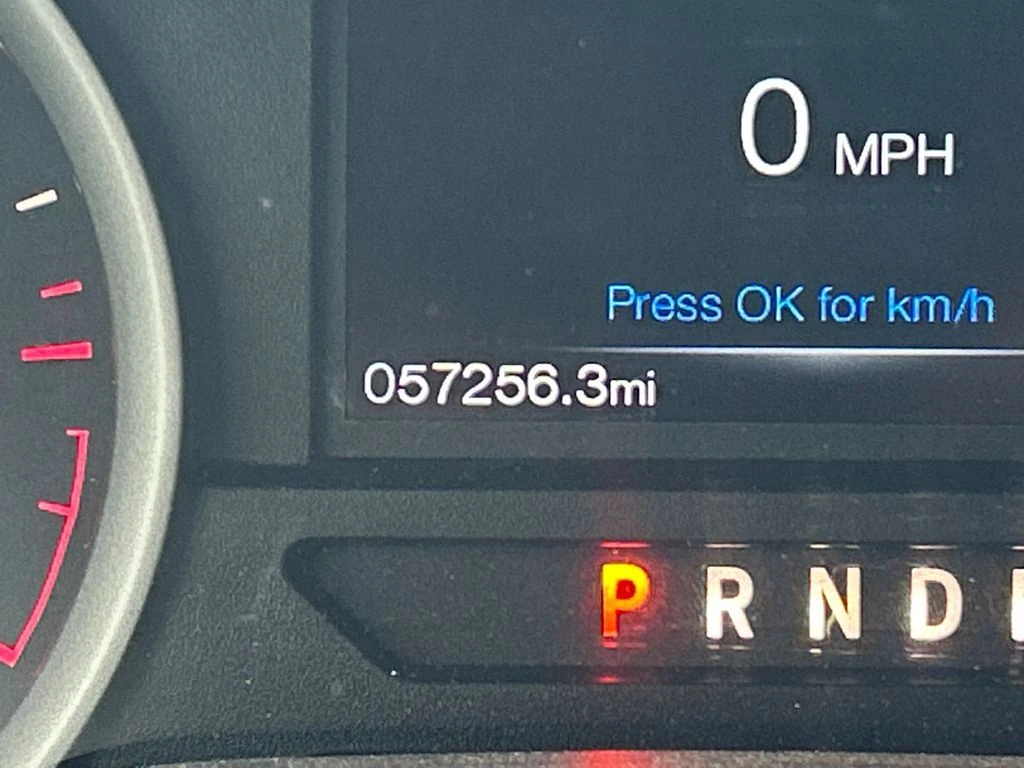 0 MPH
Press OK for km/h
057256.3mi
P R N D